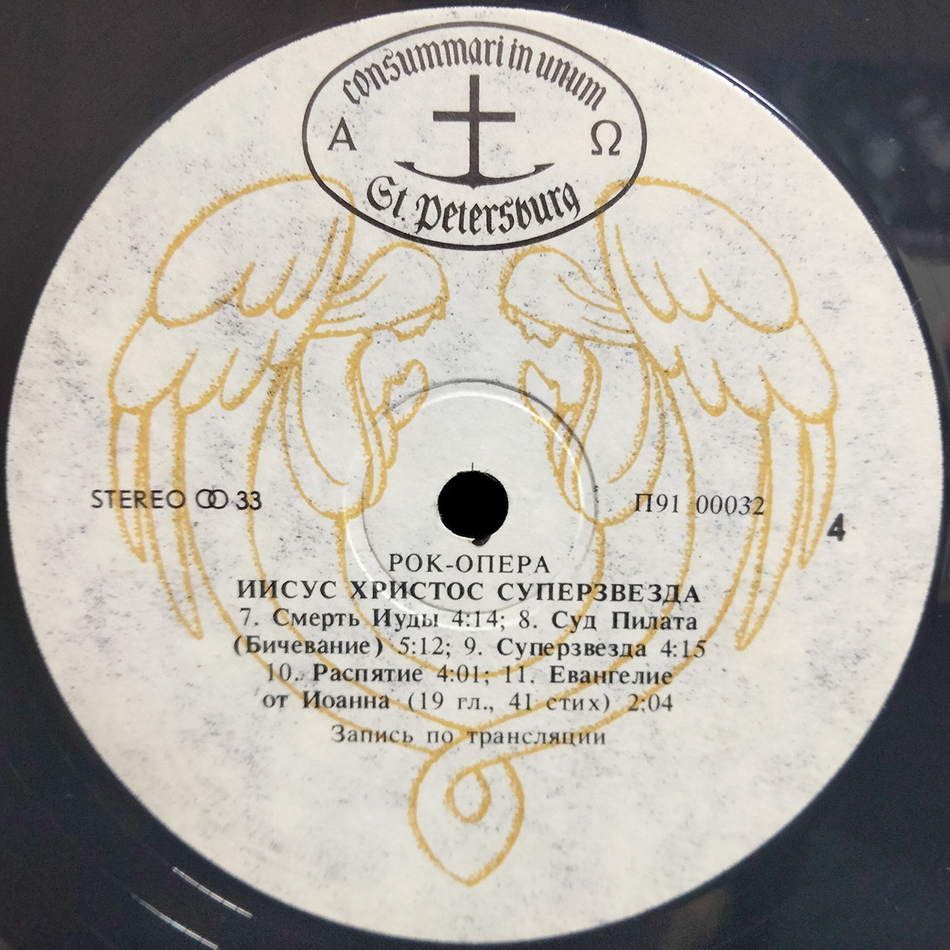 consummari in unum
Α Ω
St. Petersburg
STEREO 33
П91 00032
4
РОК-ОПЕРА
ИИСУС ХРИСТОС СУПЕРЗВЕЗДА
7. Смерть Иуды 4:14; 8. Суд Пилата
(Бичевание) 5:12; 9. Суперзвезда 4:15
10. Распятие 4:01; 11. Евангелие
от Иоанна (19 гл., 41 стих) 2:04
Запись по трансляции